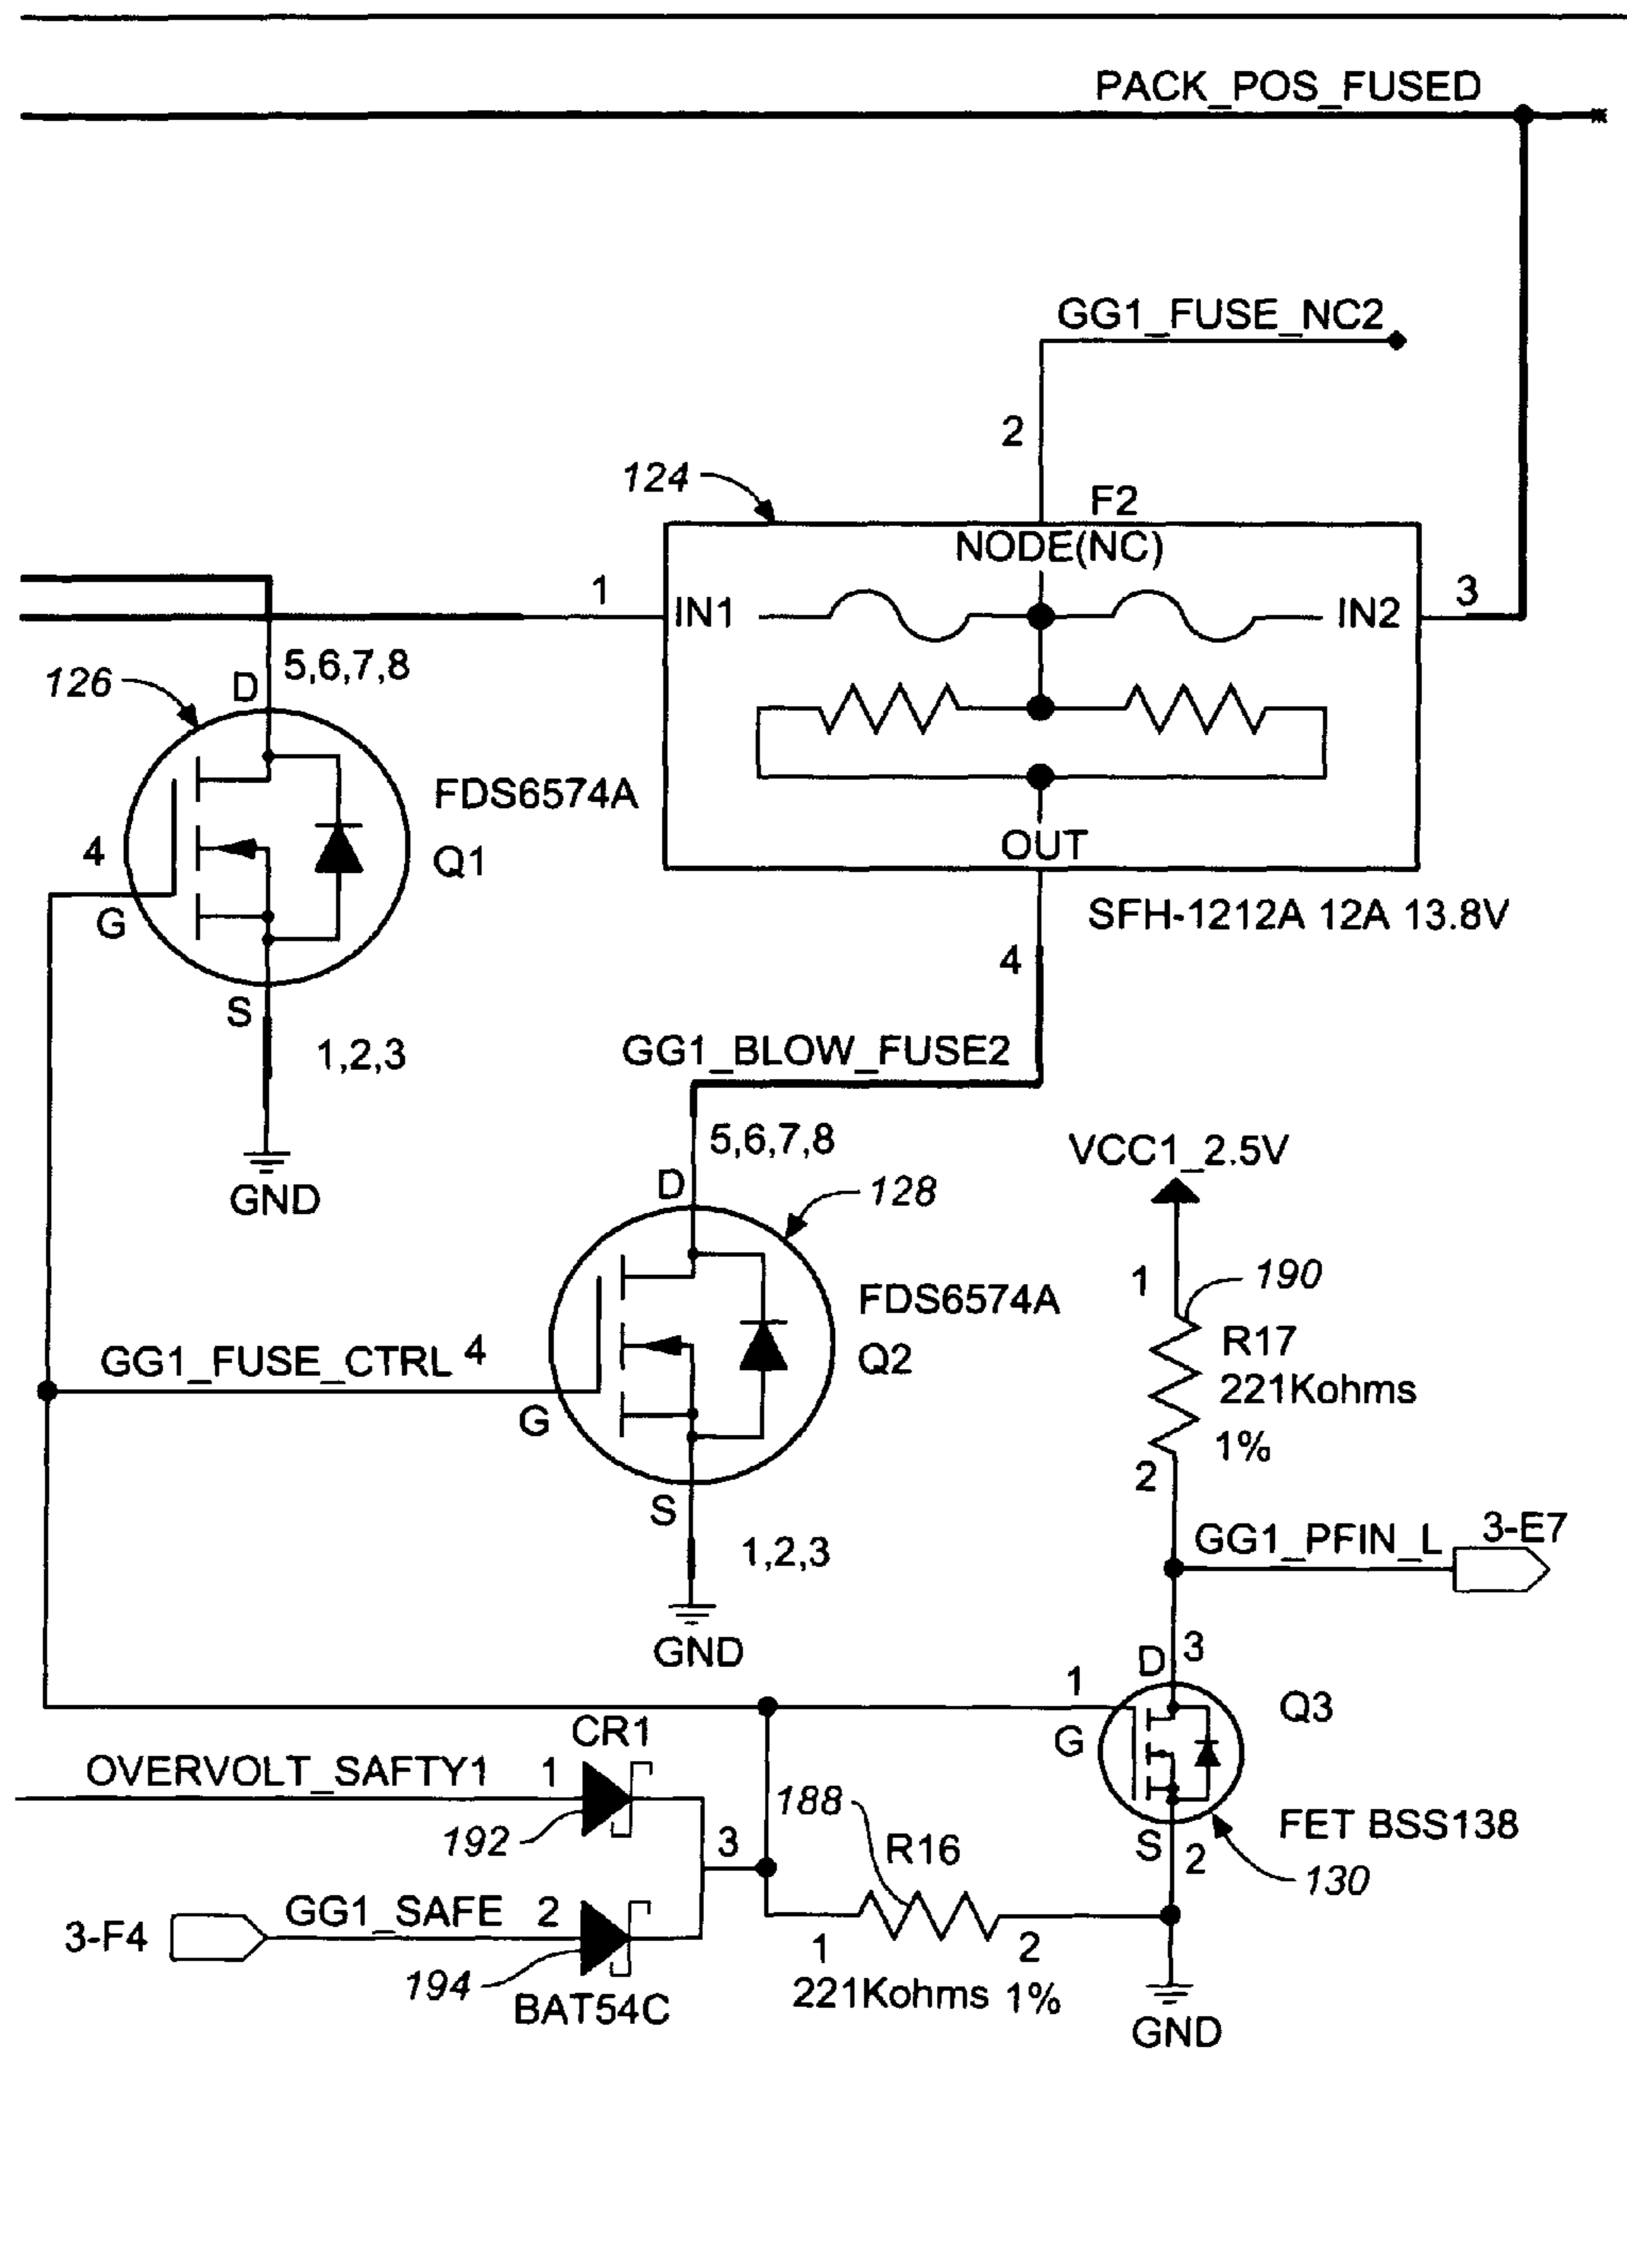 PACK_POS_FUSED
GG1_FUSE_NC2
2
124
F2
NODE(NC)
1
IN1
IN2
3
5,6,7,8
126
D
FDS6574A
4
Q1
OUT
G
SFH-1212A 12A 13.8V
4
S
1,2,3
GG1_BLOW_FUSE2
5,6,7,8
VCC1_2.5V
GND
D
128
1
190
FDS6574A
R17
GG1_FUSE_CTRL
4
Q2
221Kohms
G
1%
2
S
GG1_PFIN_L
3-E7
1,2,3
GND
D
3
1
Q3
CR1
G
OVERVOLT_SAFTY1
1
188
192
3
R16
FET BSS138
S
2
130
GG1_SAFE
2
3-F4
1
2
194
BAT54C
221Kohms 1%
GND